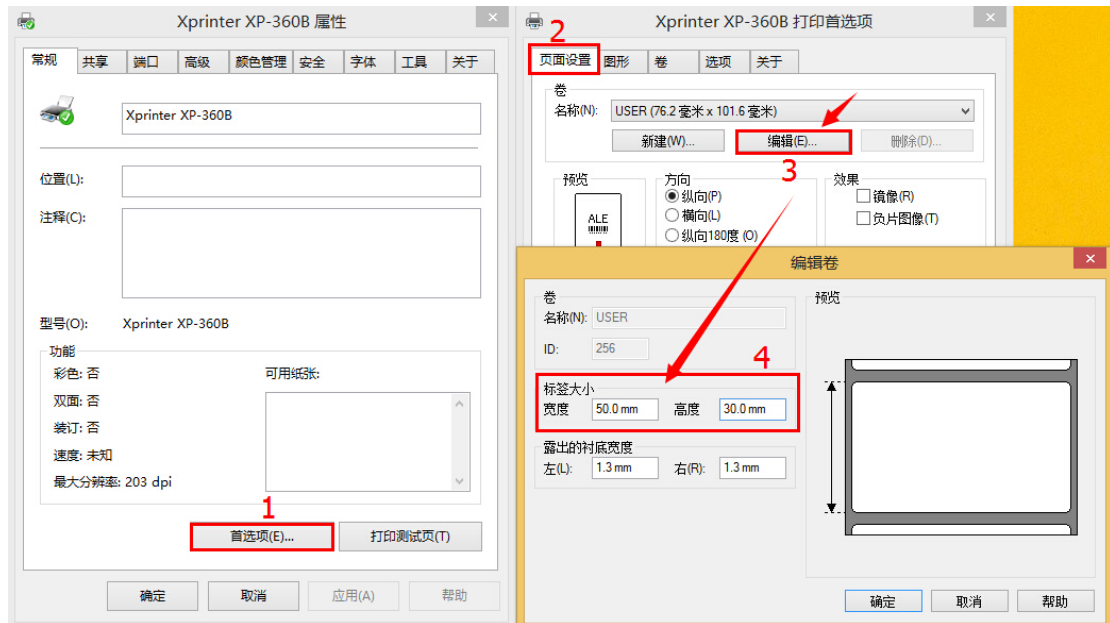 Xprinter XP-360B 属性
常规 共享 端口 高级 颜色管理 安全 字体 工具 关于
Xprinter XP-360B
位置(L):
注释(C):
型号(O): Xprinter XP-360B
功能
彩色: 否 可用纸张:
双面: 否
装订: 否
速度: 未知
最大分辨率: 203 dpi
1
首选项(E)... 打印测试页(T)
确定 取消 应用(A) 帮助
Xprinter XP-360B 打印首选项
2
页面设置 图形 卷 选项 关于
卷
名称(N): USER (76.2 毫米 x 101.6 毫米)
新建(W)... 编辑(E)... 删除(D)...
3
预览 方向 效果
ALE
纵向(P) 镜像(R)
横向(L) 负片图像(T)
纵向180度 (O)
编辑卷
卷 预览
名称(N): USER
ID: 256
4
标签大小
宽度 50.0 mm 高度 30.0 mm
露出的衬底宽度
左(L): 1.3 mm 右(R): 1.3 mm
确定 取消 帮助